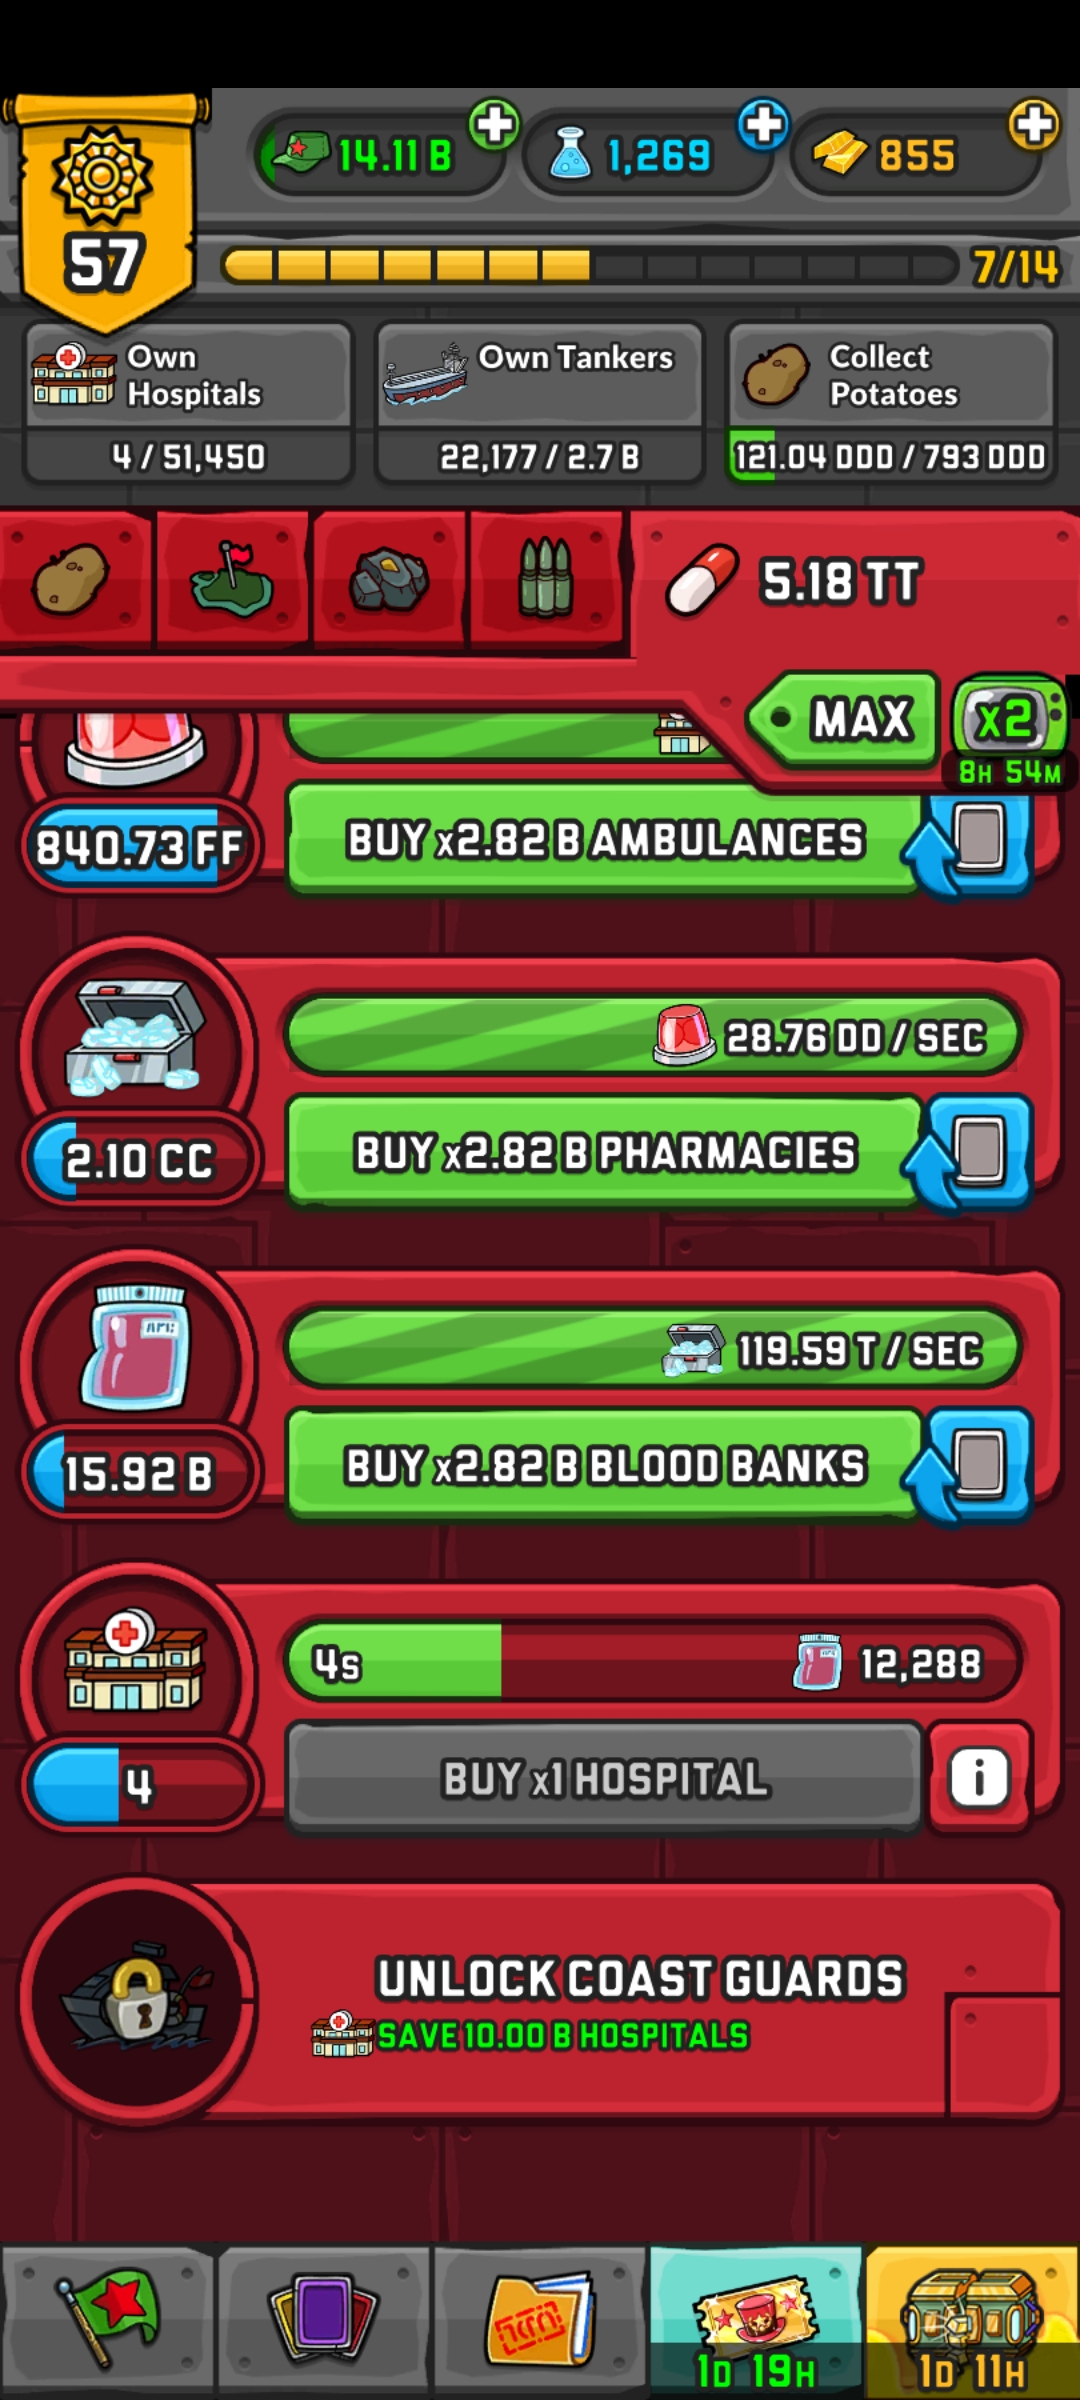 14.11 B
1,269
855
57
7/14
Own
Hospitals
4 / 51,450
Own Tankers
22,177 / 2.7 B
Collect
Potatoes
121.04 DDD / 793 DDD
5.18 TT
MAX
x2
8H 54M
840.73 FF
BUY x2.82 B AMBULANCES
28.76 DD / SEC
2.10 CC
BUY x2.82 B PHARMACIES
119.59 T / SEC
15.92 B
BUY x2.82 B BLOOD BANKS
4s
12,288
4
BUY x1 HOSPITAL
i
UNLOCK COAST GUARDS
SAVE 10.00 B HOSPITALS
1D 19H
1D 11H